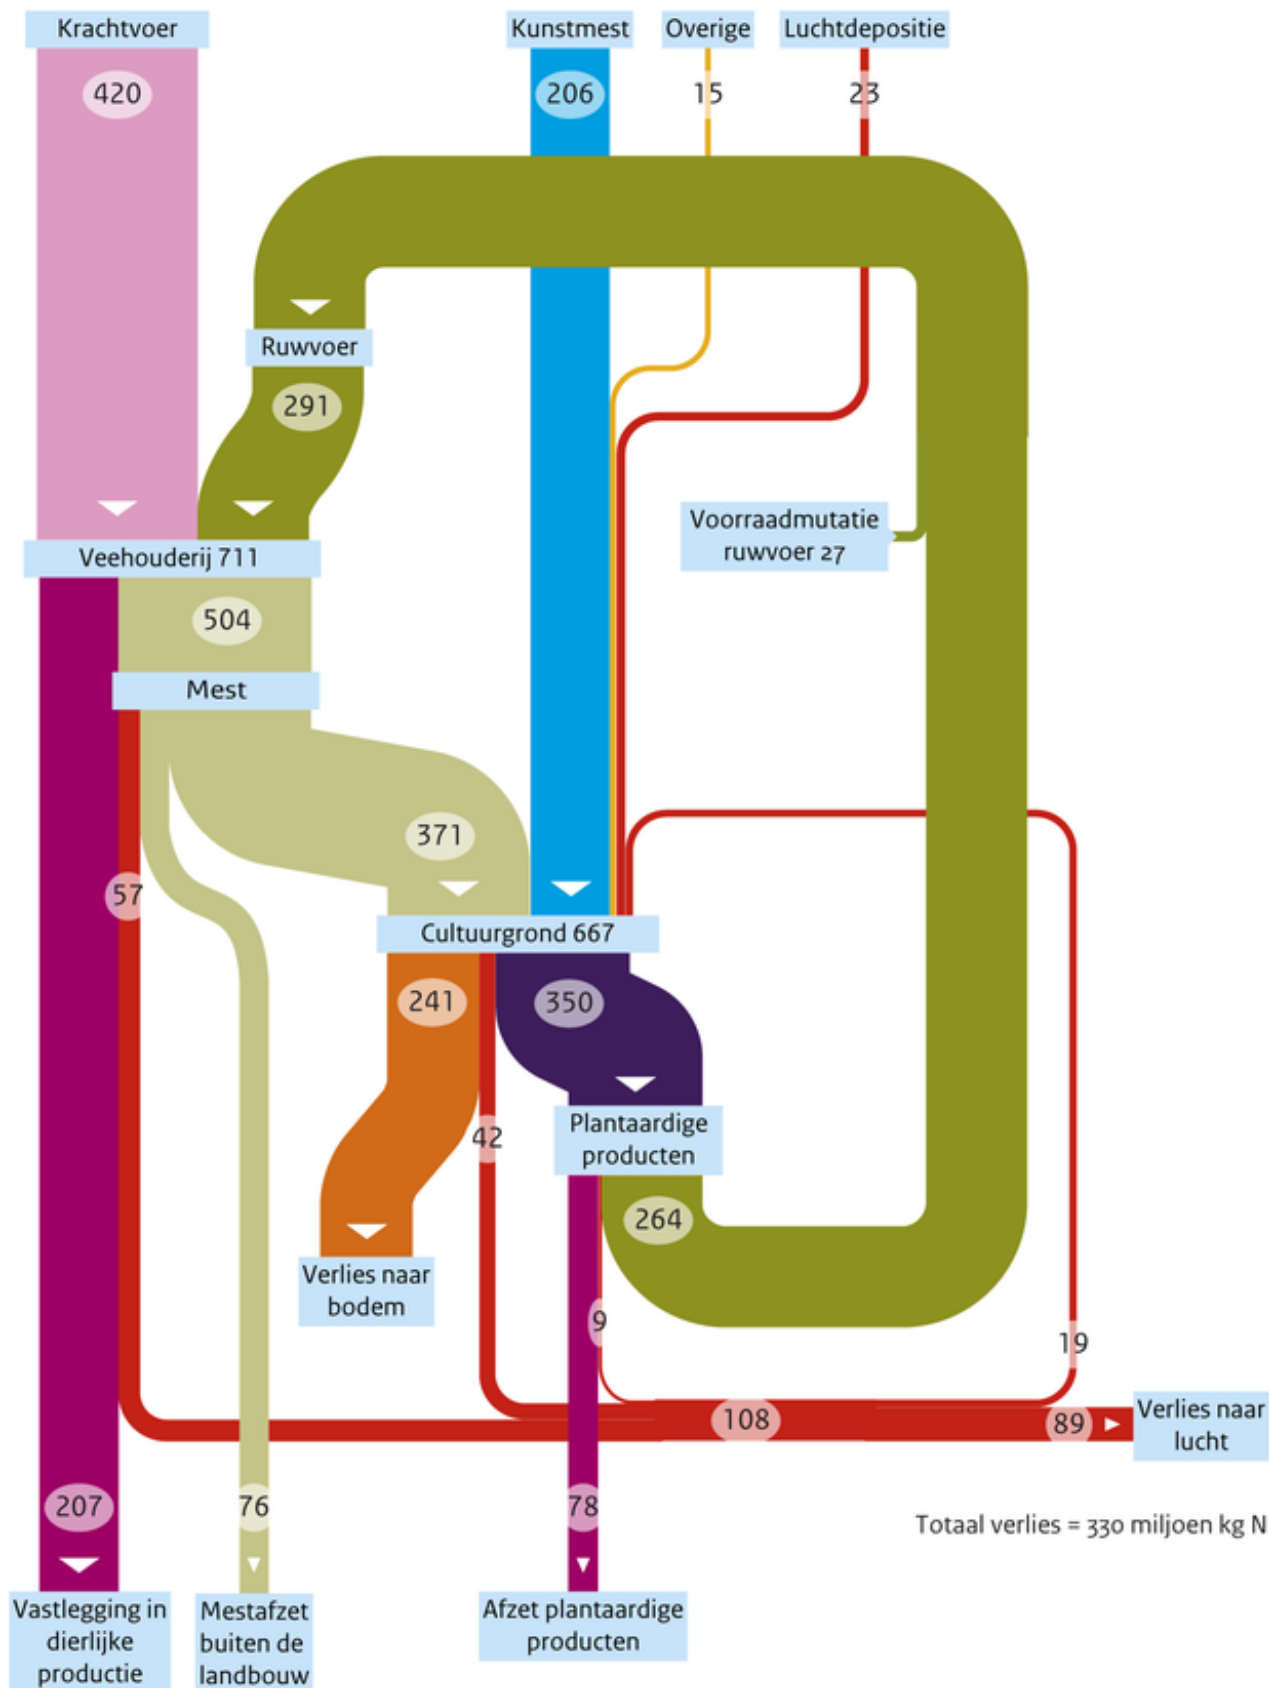 Krachtvoer
Kunstmest
Overige
Luchtdepositie
420
206
15
23
Ruwvoer
291
Voorraadmutatie
ruwvoer 27
Veehouderij 711
504
Mest
371
57
Cultuurgrond 667
241
350
42
Plantaardige
producten
264
Verlies naar
bodem
9
19
108
89
Verlies naar
lucht
207
76
78
Totaal verlies = 330 miljoen kg N
Vastlegging in
dierlijke
productie
Mestafzet
buiten de
landbouw
Afzet plantaardige
producten